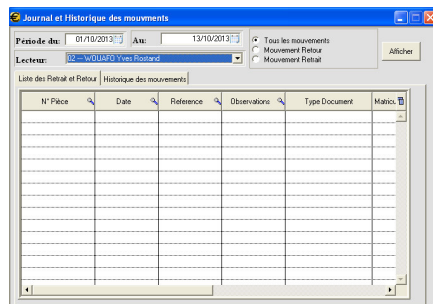 Journal et Historique des mouvments
Période du: 01/10/2013 Au: 13/10/2013
Tous les mouvements
Mouvement Retour
Mouvement Retrait
Afficher
Lecteur: 02 --- WOUAFO Yves Rostand
Liste des Retrait et Retour Historique des mouvements
N° Pièce Date Reference Observations Type Document Matricu